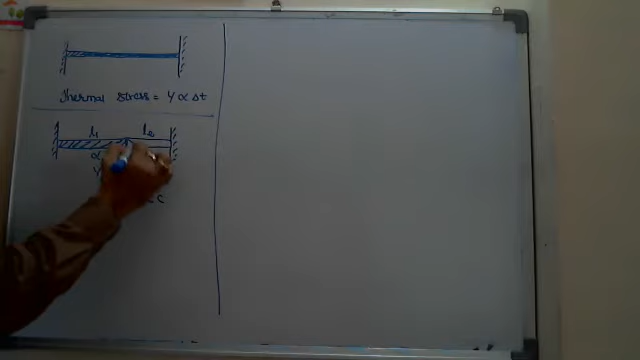 Thermal stress = Y α Δt
l₁ l₂
α
Y
C